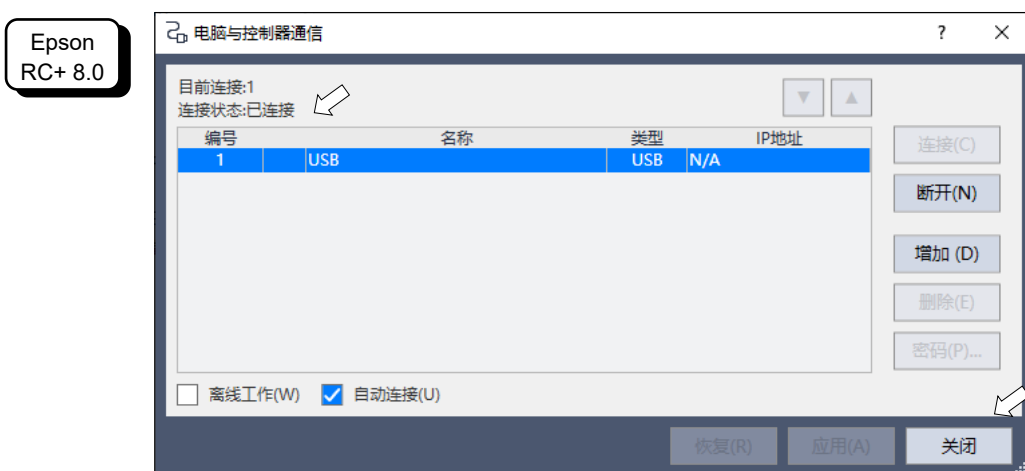 Epson
RC+ 8.0
电脑与控制器通信
?
目前连接:1
连接状态:已连接
编号 名称 类型 IP地址
1 USB USB N/A
连接(C)
断开(N)
增加 (D)
删除(E)
密码(P)...
离线工作(W) 自动连接(U)
恢复(R) 应用(A) 关闭